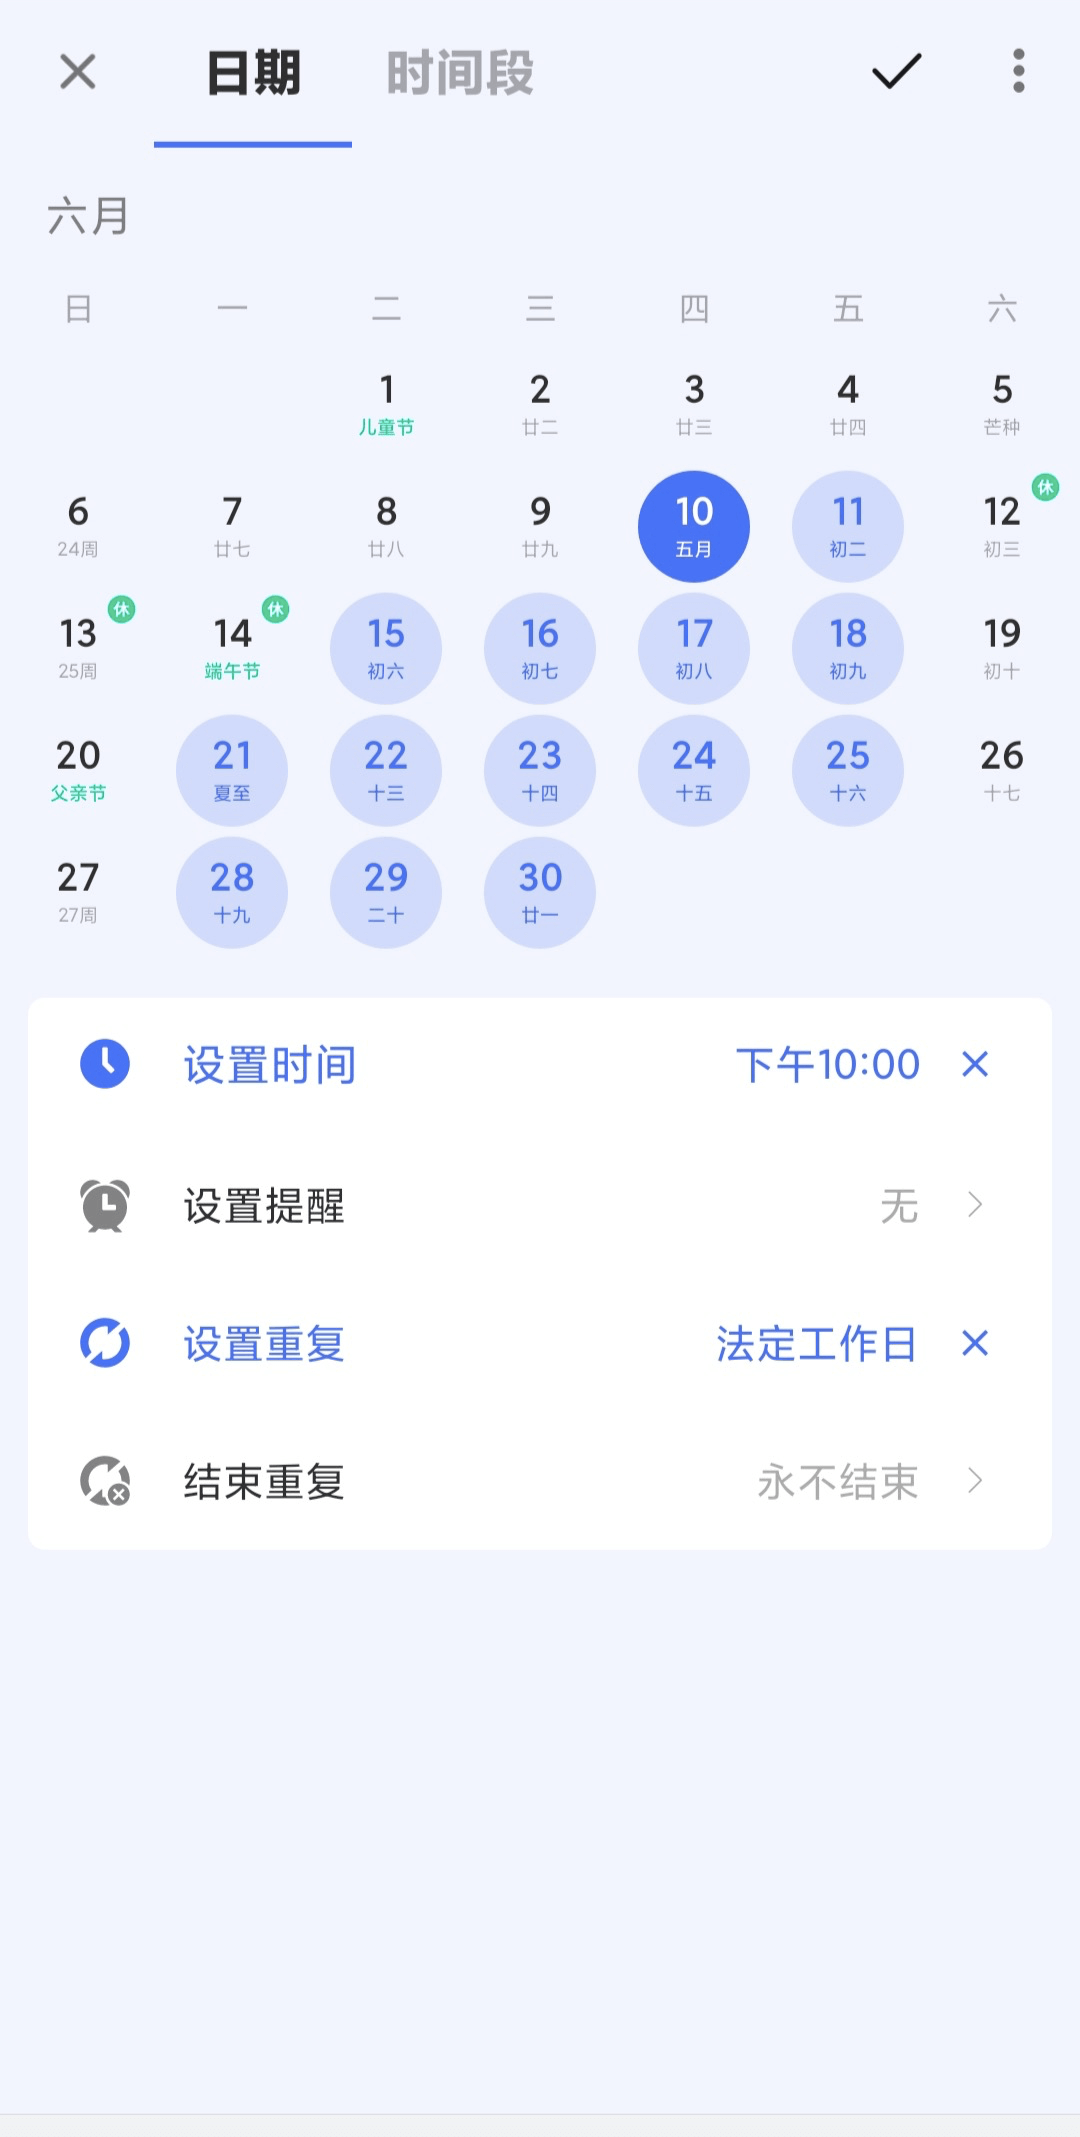 日期 时间段
六月
日 一 二 三 四 五 六
1 2 3 4 5
儿童节 廿二 廿三 廿四 芒种
休
6 7 8 9 10 11 12
24周 廿七 廿八 廿九 五月 初二 初三
休 休
13 14 15 16 17 18 19
25周 端午节 初六 初七 初八 初九 初十
20 21 22 23 24 25 26
父亲节 夏至 十三 十四 十五 十六 十七
27 28 29 30
27周 十九 二十 廿一
设置时间 下午10:00
设置提醒 无
设置重复 法定工作日
结束重复 永不结束